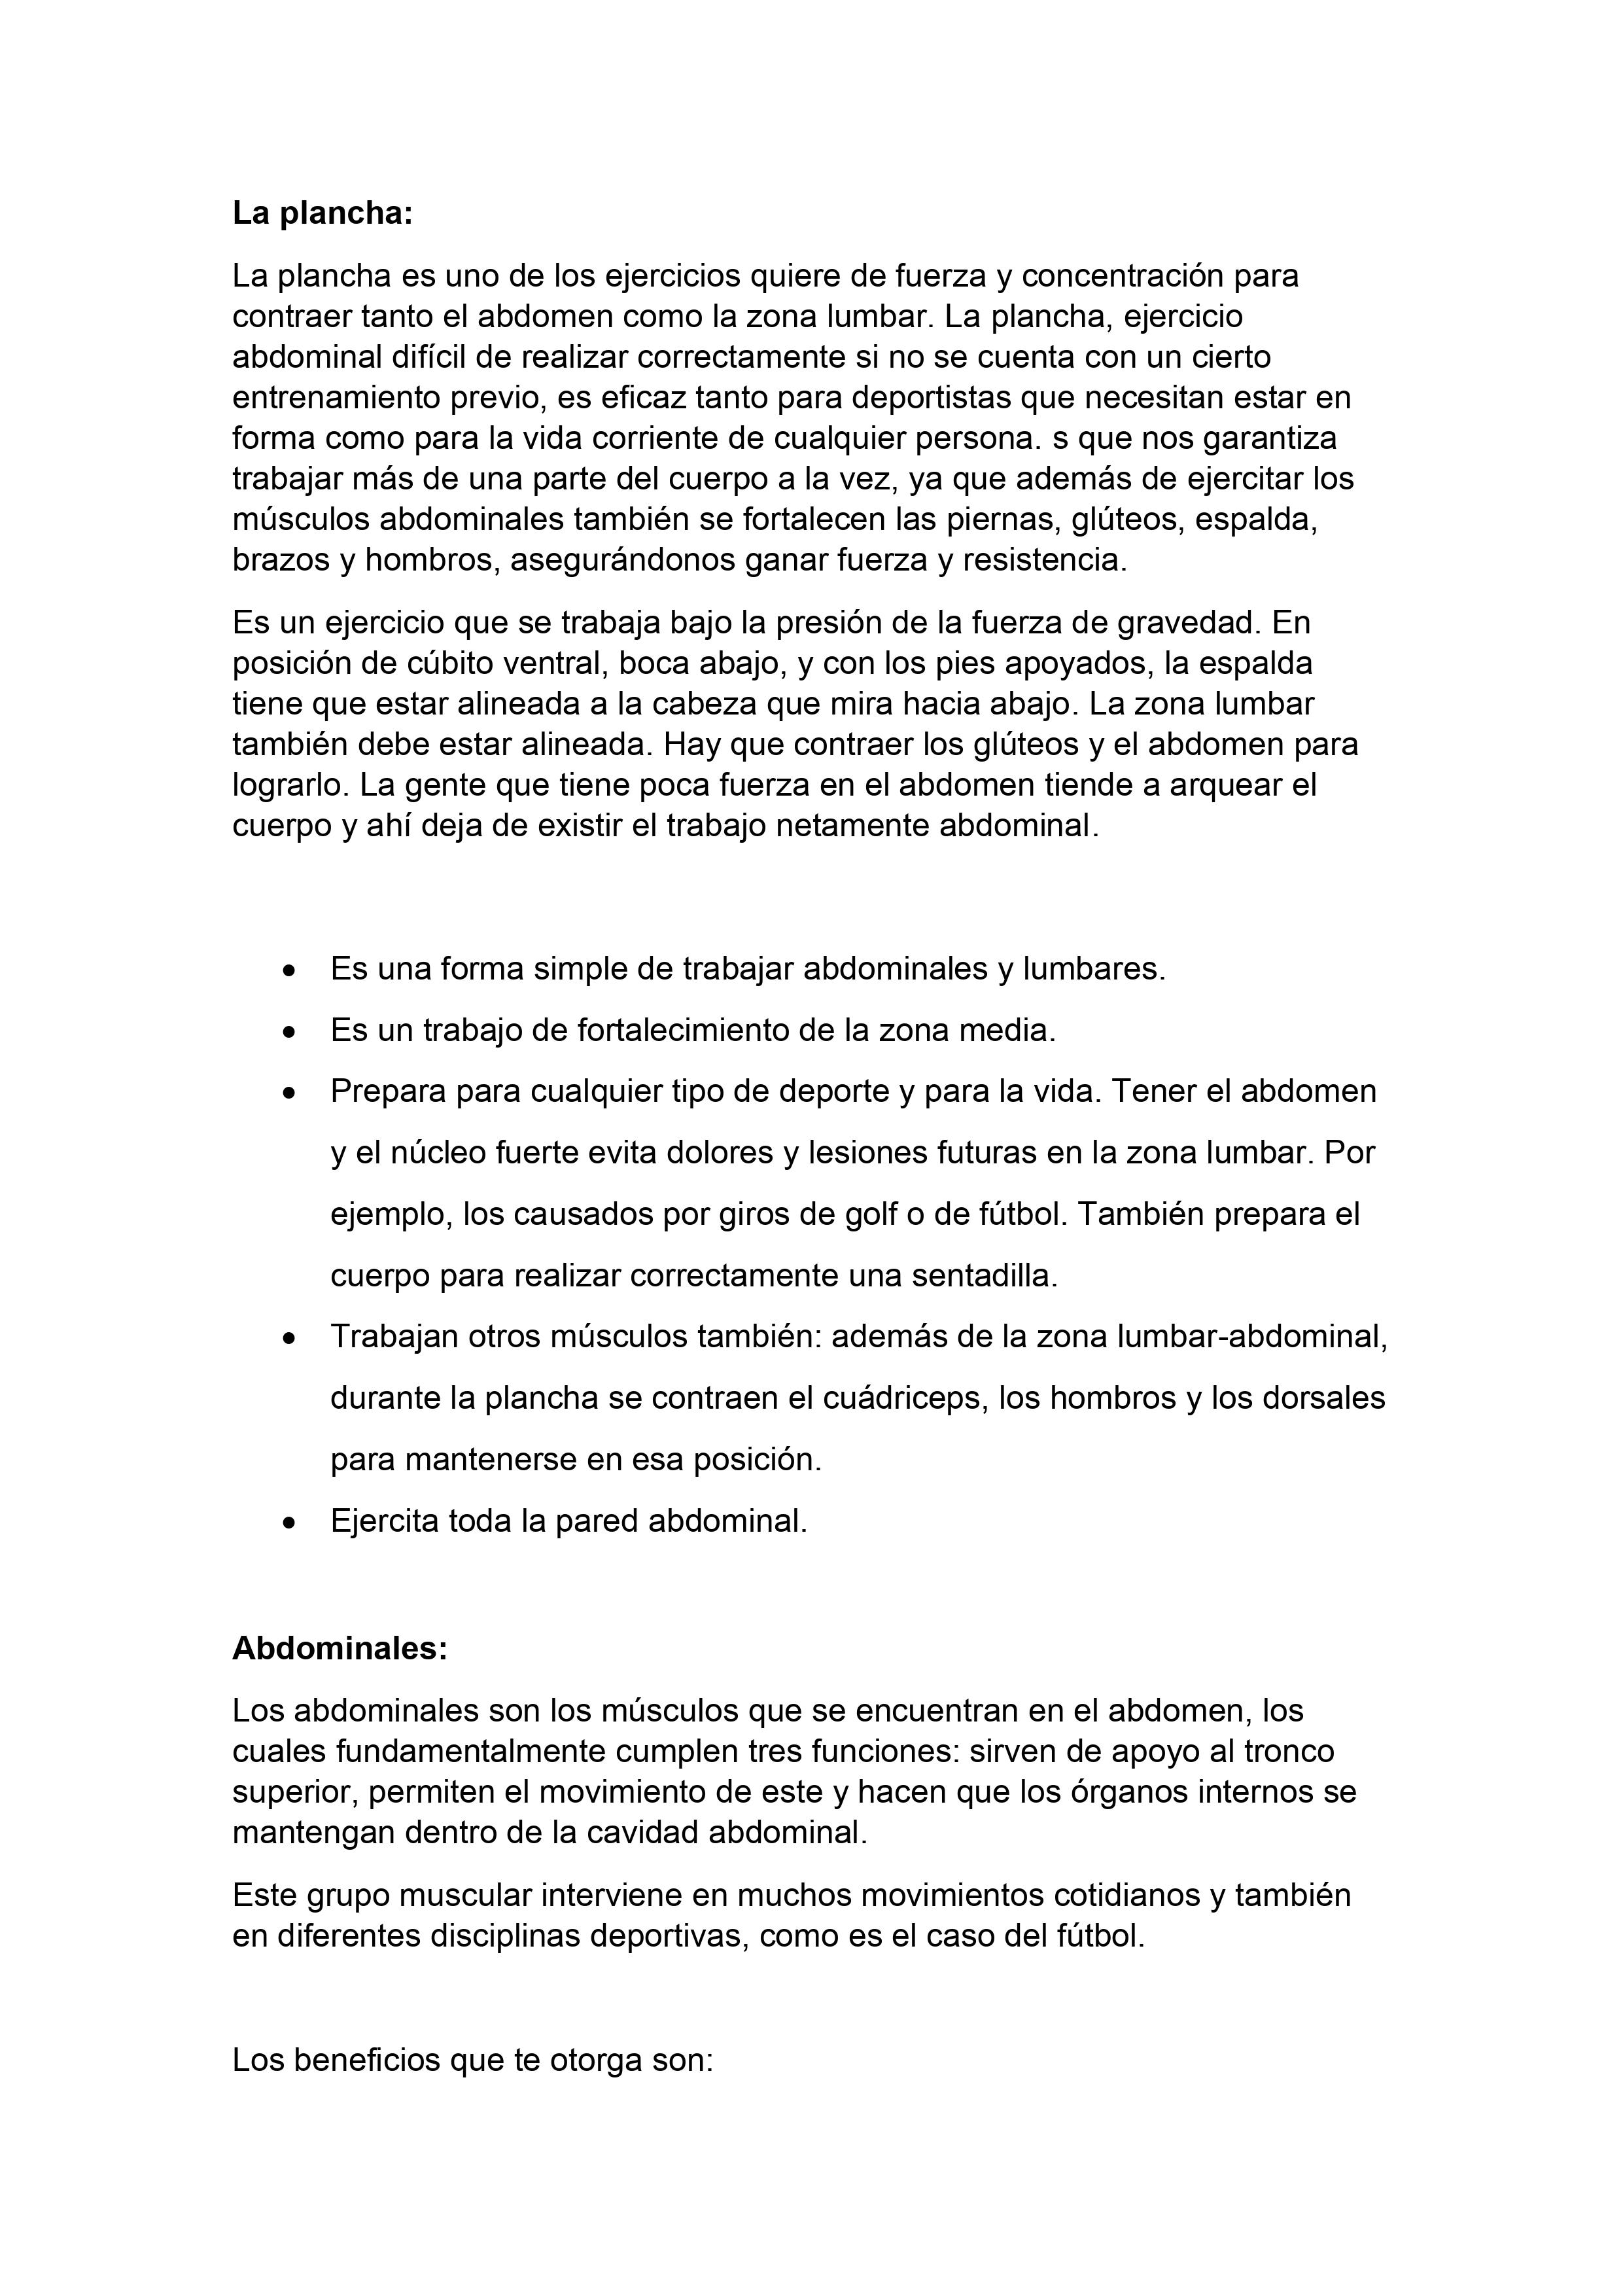 La plancha:
La plancha es uno de los ejercicios quiere de fuerza y concentración para
contraer tanto el abdomen como la zona lumbar. La plancha, ejercicio
abdominal difícil de realizar correctamente si no se cuenta con un cierto
entrenamiento previo, es eficaz tanto para deportistas que necesitan estar en
forma como para la vida corriente de cualquier persona. s que nos garantiza
trabajar más de una parte del cuerpo a la vez, ya que además de ejercitar los
músculos abdominales también se fortalecen las piernas, glúteos, espalda,
brazos y hombros, asegurándonos ganar fuerza y resistencia.
Es un ejercicio que se trabaja bajo la presión de la fuerza de gravedad. En
posición de cúbito ventral, boca abajo, y con los pies apoyados, la espalda
tiene que estar alineada a la cabeza que mira hacia abajo. La zona lumbar
también debe estar alineada. Hay que contraer los glúteos y el abdomen para
lograrlo. La gente que tiene poca fuerza en el abdomen tiende a arquear el
cuerpo y ahí deja de existir el trabajo netamente abdominal.
• Es una forma simple de trabajar abdominales y lumbares.
• Es un trabajo de fortalecimiento de la zona media.
• Prepara para cualquier tipo de deporte y para la vida. Tener el abdomen
y el núcleo fuerte evita dolores y lesiones futuras en la zona lumbar. Por
ejemplo, los causados por giros de golf o de fútbol. También prepara el
cuerpo para realizar correctamente una sentadilla.
• Trabajan otros músculos también: además de la zona lumbar-abdominal,
durante la plancha se contraen el cuádriceps, los hombros y los dorsales
para mantenerse en esa posición.
• Ejercita toda la pared abdominal.
Abdominales:
Los abdominales son los músculos que se encuentran en el abdomen, los
cuales fundamentalmente cumplen tres funciones: sirven de apoyo al tronco
superior, permiten el movimiento de este y hacen que los órganos internos se
mantengan dentro de la cavidad abdominal.
Este grupo muscular interviene en muchos movimientos cotidianos y también
en diferentes disciplinas deportivas, como es el caso del fútbol.
Los beneficios que te otorga son: